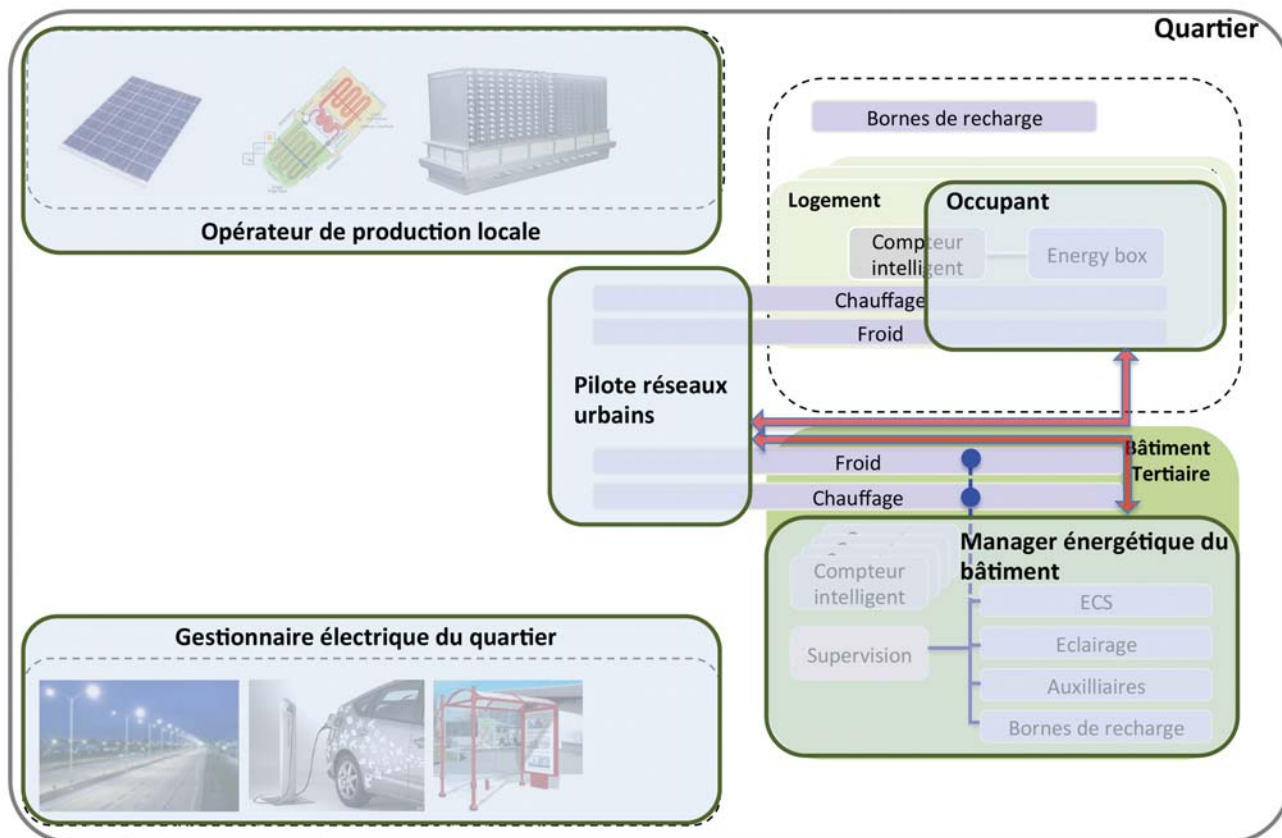 Quartier
Opérateur de production locale
Bornes de recharge
Logement
Occupant
Compteur
intelligent
Energy box
Chauffage
Froid
Pilote réseaux
urbains
Froid
Chauffage
Bâtiment
Tertiaire
Manager énergétique du
bâtiment
Compteur
intelligent
Supervision
ECS
Eclairage
Auxilliaires
Bornes de recharge
Gestionnaire électrique du quartier